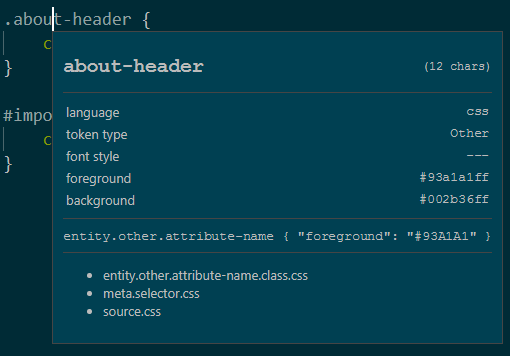 .about-header {
c
}
#impo
c
}
about-header (12 chars)
language css
token type Other
font style ---
foreground #93a1a1ff
background #002b36ff
entity.other.attribute-name { "foreground": "#93A1A1" }
• entity.other.attribute-name.class.css
• meta.selector.css
• source.css